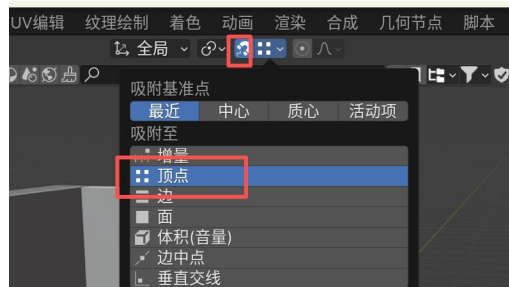 UV编辑 纹理绘制 着色 动画 渲染 合成 几何节点 脚本
全局
吸附基准点
最近 中心 质心 活动项
吸附至
增量
顶点
边
面
体积(音量)
边中点
垂直交线